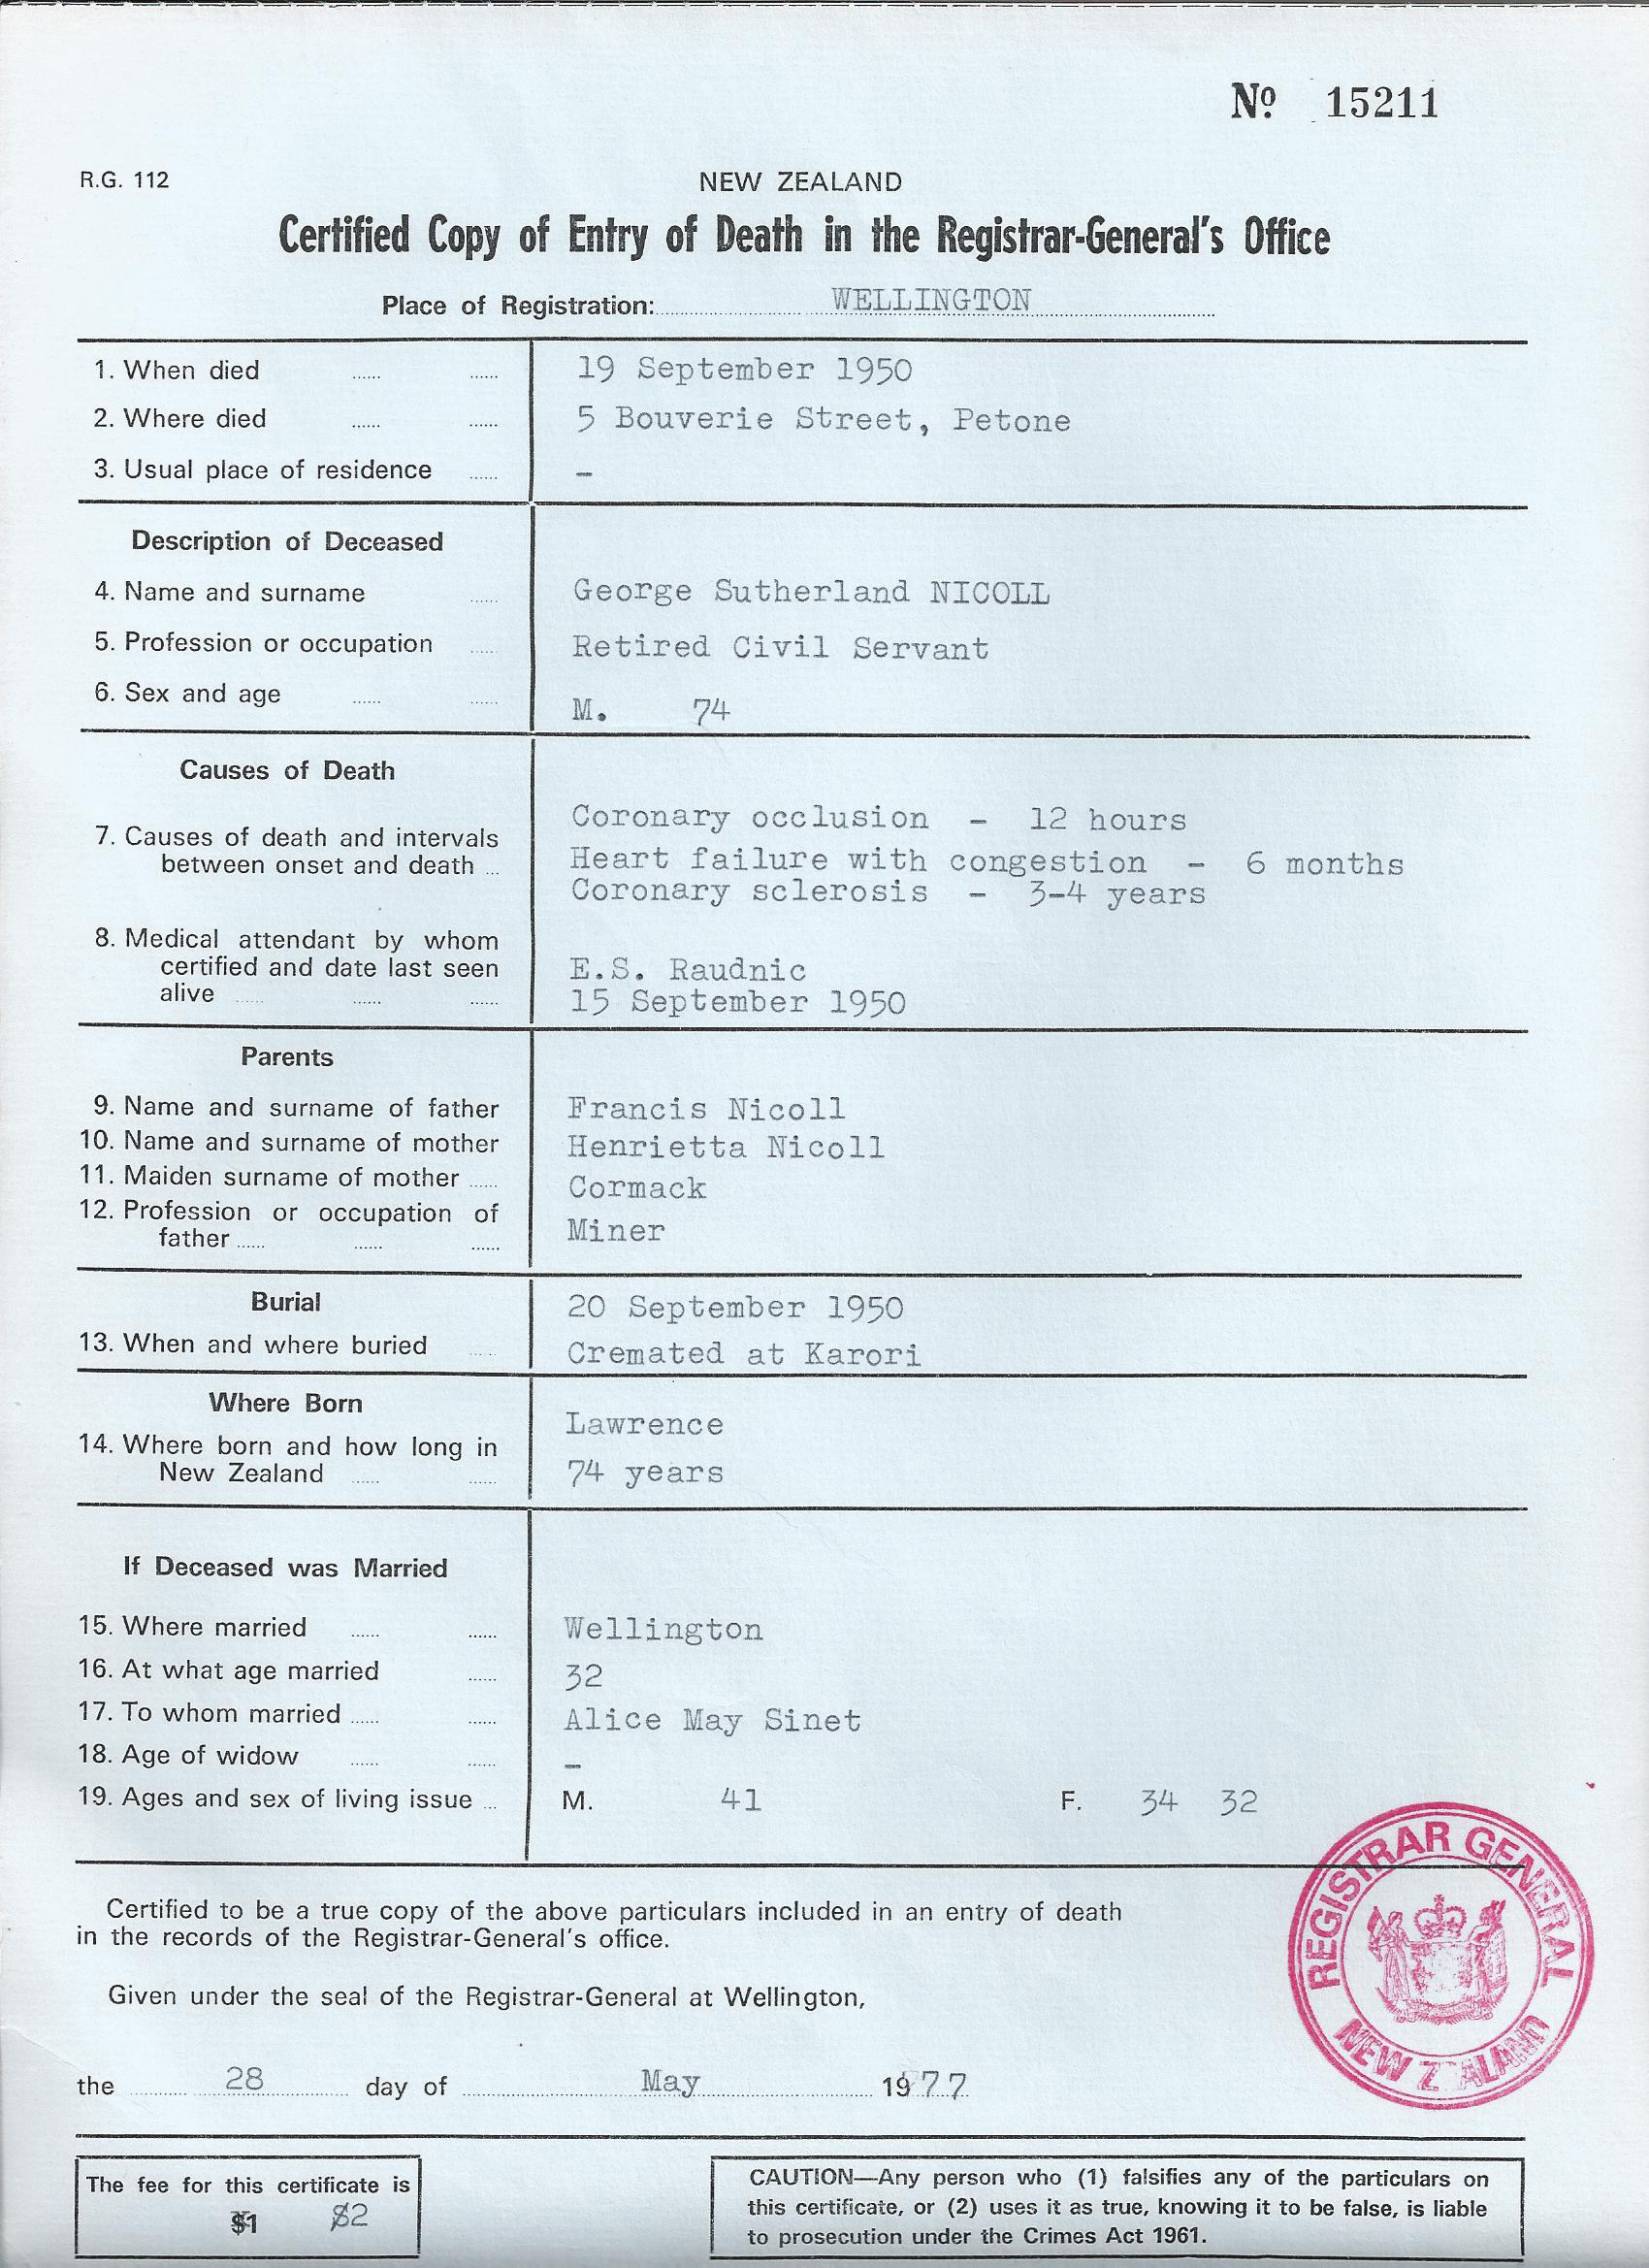 Nº 15211
R.G. 112
NEW ZEALAND
Certified Copy of Entry of Death in the Registrar-General's Office
Place of Registration: WELLINGTON
1. When died 19 September 1950
2. Where died 5 Bouverie Street, Petone
3. Usual place of residence –
Description of Deceased
4. Name and surname George Sutherland NICOLL
5. Profession or occupation Retired Civil Servant
6. Sex and age M. 74
Causes of Death
7. Causes of death and intervals between onset and death
Coronary occlusion - 12 hours
Heart failure with congestion - 6 months
Coronary sclerosis - 3-4 years
8. Medical attendant by whom
certified and date last seen
alive
E.S. Raudnic
15 September 1950
Parents
9. Name and surname of father Francis Nicoll
10. Name and surname of mother Henrietta Nicoll
11. Maiden surname of mother Cormack
12. Profession or occupation of
father Miner
Burial
13. When and where buried
20 September 1950
Cremated at Karori
Where Born
14. Where born and how long in
New Zealand
Lawrence
74 years
If Deceased was Married
15. Where married Wellington
16. At what age married 32
17. To whom married Alice May Sinet
18. Age of widow –
19. Ages and sex of living issue M. 41 F. 34 32
Certified to be a true copy of the above particulars included in an entry of death
in the records of the Registrar-General's office.
Given under the seal of the Registrar-General at Wellington,
the 28 day of May 1977
REGISTRAR GENERAL
NEW ZEALAND
The fee for this certificate is
$1 $2
CAUTION—Any person who (1) falsifies any of the particulars on
this certificate, or (2) uses it as true, knowing it to be false, is liable
to prosecution under the Crimes Act 1961.